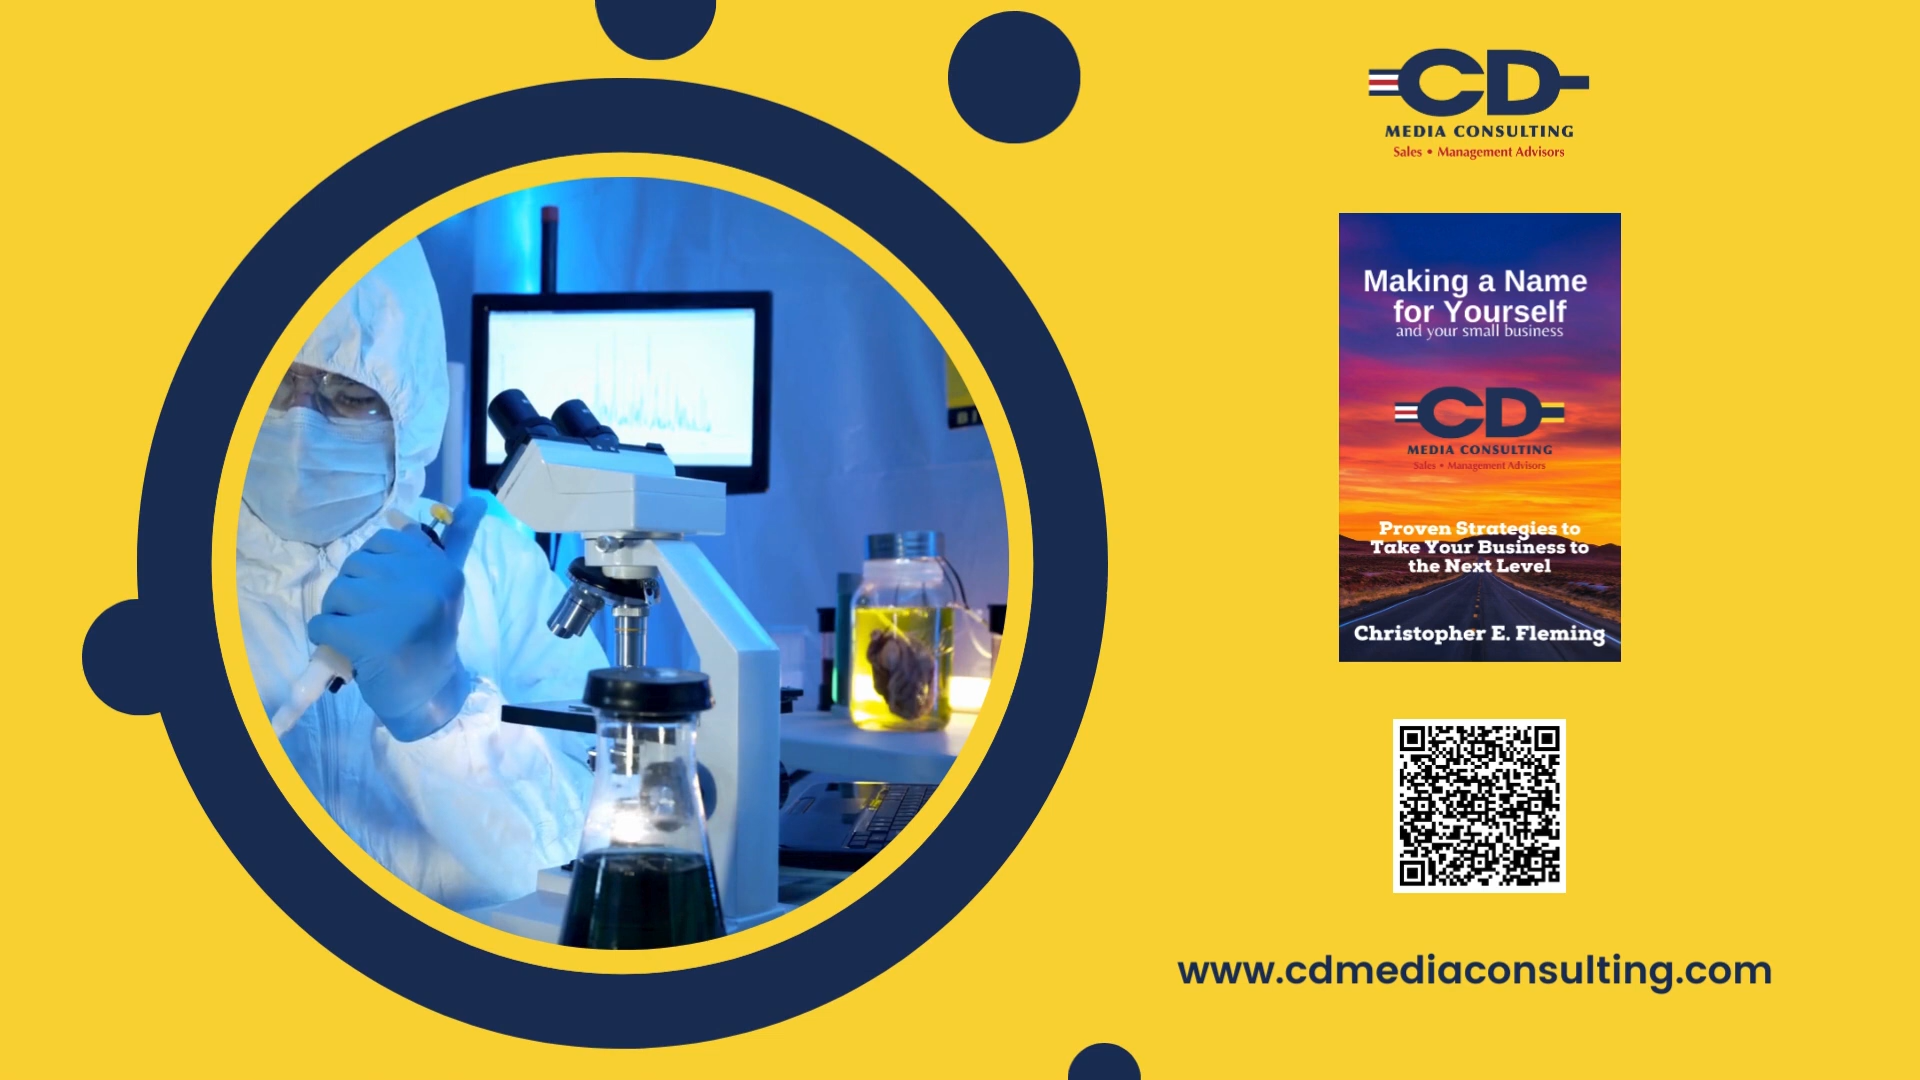 CD
MEDIA CONSULTING
Sales • Management Advisors
Making a Name
for Yourself
and your small business
CD
MEDIA CONSULTING
Sales • Management Advisors
Proven Strategies to
Take Your Business to
the Next Level
Christopher E. Fleming
www.cdmediaconsulting.com